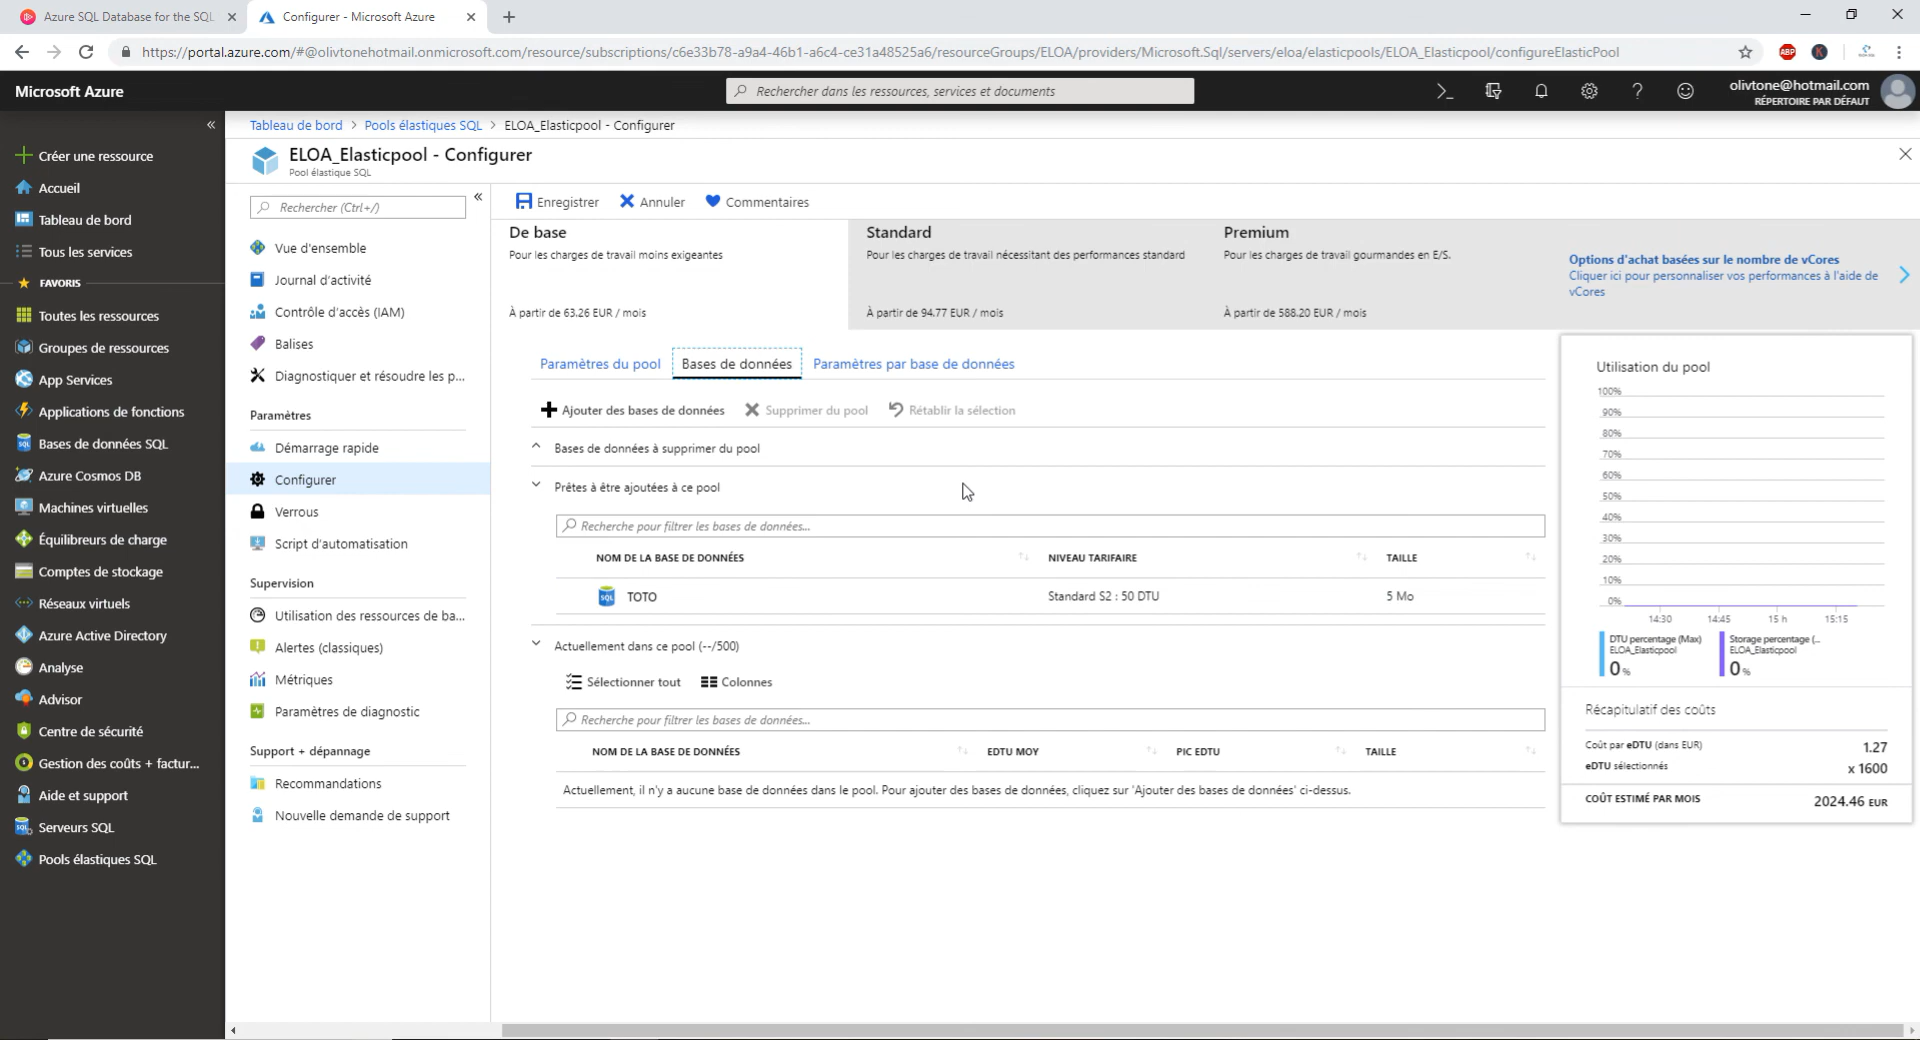 Azure SQL Database for the SQL
Configurer - Microsoft Azure
https://portal.azure.com/#@olivtonehotmail.onmicrosoft.com/resource/subscriptions/c6e33b78-a9a4-46b1-a6c4-ce31a48525a6/resourceGroups/ELOA/providers/Microsoft.Sql/servers/eloa/elasticpools/ELOA_Elasticpool/configureElasticPool
ABP
K
Microsoft Azure
Rechercher dans les ressources, services et documents
olivtone@hotmail.com
RÉPERTOIRE PAR DÉFAUT
Créer une ressource
Accueil
Tableau de bord
Tous les services
FAVORIS
Toutes les ressources
Groupes de ressources
App Services
Applications de fonctions
Bases de données SQL
Azure Cosmos DB
Machines virtuelles
Équilibreurs de charge
Comptes de stockage
Réseaux virtuels
Azure Active Directory
Analyse
Advisor
Centre de sécurité
Gestion des coûts + factur...
Aide et support
Serveurs SQL
Pools élastiques SQL
Tableau de bord > Pools élastiques SQL > ELOA_Elasticpool - Configurer
ELOA_Elasticpool - Configurer
Pool élastique SQL
Rechercher (Ctrl+/)
Vue d'ensemble
Journal d'activité
Contrôle d'accès (IAM)
Balises
Diagnostiquer et résoudre les p...
Paramètres
Démarrage rapide
Configurer
Verrous
Script d'automatisation
Supervision
Utilisation des ressources de ba...
Alertes (classiques)
Métriques
Paramètres de diagnostic
Support + dépannage
Recommandations
Nouvelle demande de support
Enregistrer Annuler Commentaires
De base
Pour les charges de travail moins exigeantes
À partir de 63.26 EUR / mois
Standard
Pour les charges de travail nécessitant des performances standard
À partir de 94.77 EUR / mois
Premium
Pour les charges de travail gourmandes en E/S.
À partir de 588.20 EUR / mois
Options d'achat basées sur le nombre de vCores
Cliquer ici pour personnaliser vos performances à l'aide de
vCores
Paramètres du pool Bases de données Paramètres par base de données
Ajouter des bases de données Supprimer du pool Rétablir la sélection
Bases de données à supprimer du pool
Prêtes à être ajoutées à ce pool
Recherche pour filtrer les bases de données...
NOM DE LA BASE DE DONNÉES NIVEAU TARIFAIRE TAILLE
SQL TOTO Standard S2 : 50 DTU 5 Mo
Actuellement dans ce pool (--/500)
Sélectionner tout Colonnes
Recherche pour filtrer les bases de données...
NOM DE LA BASE DE DONNÉES EDTU MOY PIC EDTU TAILLE
Actuellement, il n'y a aucune base de données dans le pool. Pour ajouter des bases de données, cliquez sur 'Ajouter des bases de données' ci-dessus.
Utilisation du pool
100%
90%
80%
70%
60%
50%
40%
30%
20%
10%
0%
14:30 14:45 15 h 15:15
DTU percentage (Max)
ELOA_Elasticpool
0 %
Storage percentage (...
ELOA_Elasticpool
0 %
Récapitulatif des coûts
Coût par eDTU (dans EUR) 1.27
eDTU sélectionnés x 1600
COÛT ESTIMÉ PAR MOIS 2024.46 EUR